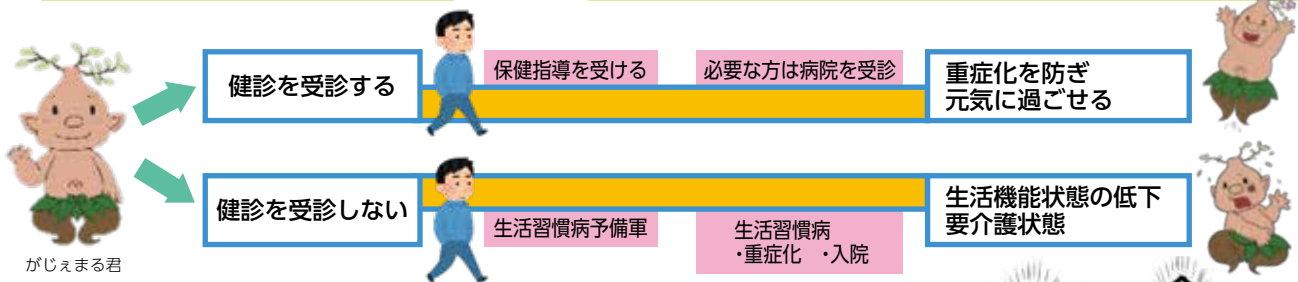 健診を受診する
保健指導を受ける
必要な方は病院を受診
重症化を防ぎ
元気に過ごせる
健診を受診しない
生活習慣病予備軍
生活習慣病
・重症化 ・入院
生活機能状態の低下
要介護状態
がじぇまる君